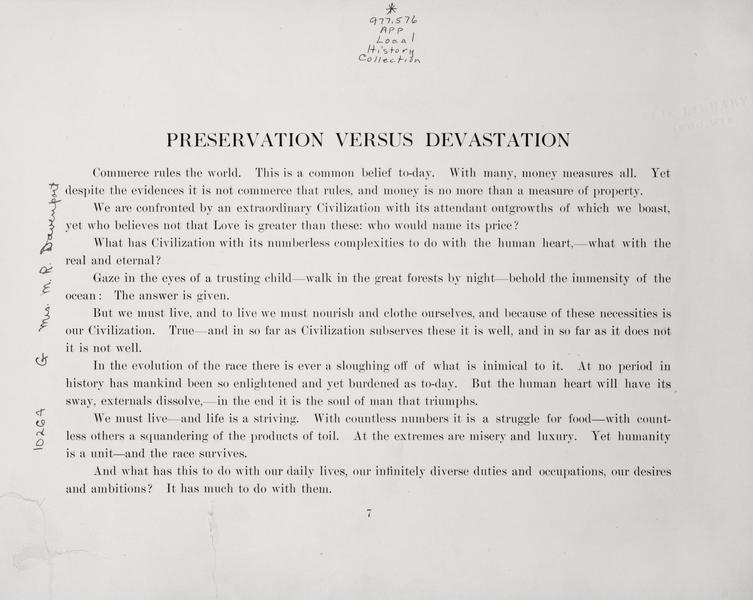 *
977.576
APP
Local
History
Collection
PRESERVATION VERSUS DEVASTATION
Commerce rules the world. This is a common belief to-day. With many, money measures all. Yet
despite the evidences it is not commerce that rules, and money is no more than a measure of property.
We are confronted by an extraordinary Civilization with its attendant outgrowths of which we boast,
yet who believes not that Love is greater than these: who would name its price?
What has Civilization with its numberless complexities to do with the human heart,—what with the
real and eternal?
Gaze in the eyes of a trusting child—walk in the great forests by night—behold the immensity of the
ocean: The answer is given.
But we must live, and to live we must nourish and clothe ourselves, and because of these necessities is
our Civilization. True—and in so far as Civilization subserves these it is well, and in so far as it does not
it is not well.
In the evolution of the race there is ever a sloughing off of what is inimical to it. At no period in
history has mankind been so enlightened and yet burdened as to-day. But the human heart will have its
sway, externals dissolve,—in the end it is the soul of man that triumphs.
We must live—and life is a striving. With countless numbers it is a struggle for food—with count-
less others a squandering of the products of toil. At the extremes are misery and luxury. Yet humanity
is a unit—and the race survives.
And what has this to do with our daily lives, our infinitely diverse duties and occupations, our desires
and ambitions? It has much to do with them.
7
10264 G Mrs. M. R. Davenport